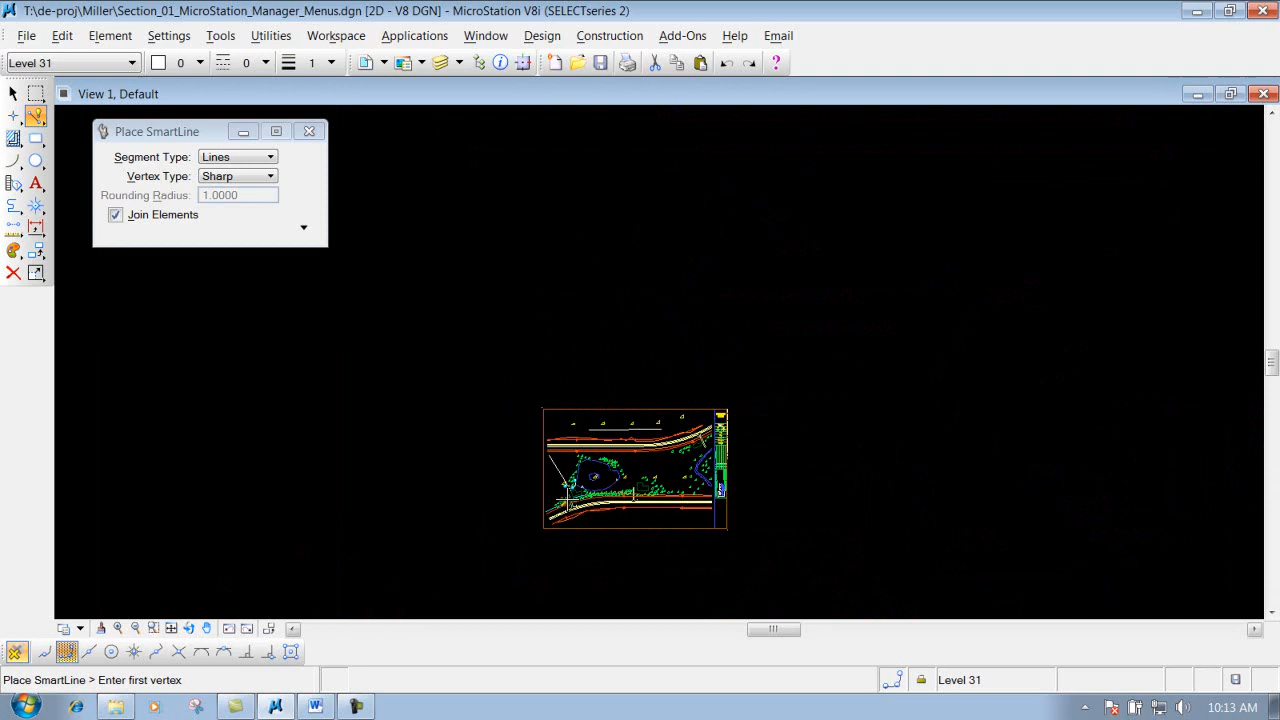 T:\de-proj\Miller\Section_01_MicroStation_Manager_Menus.dgn [2D - V8 DGN] - MicroStation V8i (SELECTseries 2)
File Edit Element Settings Tools Utilities Workspace Applications Window Design Construction Add-Ons Help Email
Level 31 0 0 1
View 1, Default
Place SmartLine
Segment Type: Lines
Vertex Type: Sharp
Rounding Radius: 1.0000
Join Elements
Place SmartLine > Enter first vertex Level 31
10:13 AM